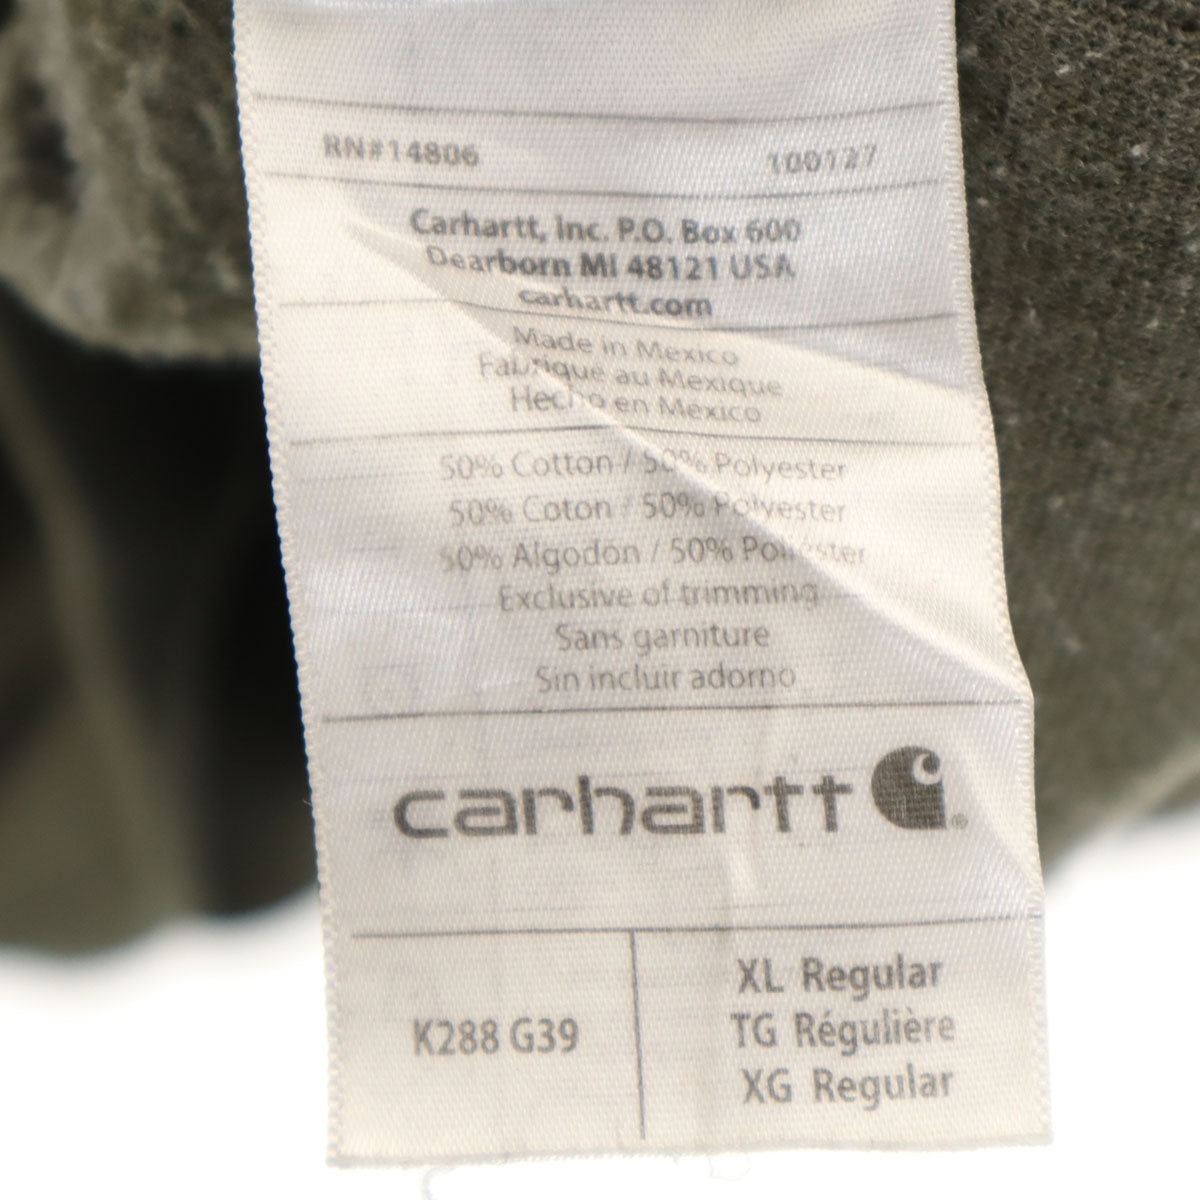 RN#14806 100127
Carhartt, Inc. P.O. Box 600
Dearborn MI 48121 USA
carhartt.com
Made in Mexico
Fabrique au Mexique
Hecho en Mexico
50% Cotton / 50% Polyester
50% Coton / 50% Polyester
50% Algodón / 50% Polyester
Exclusive of trimming
Sans garniture
Sin incluir adorno
carhartt ®
K288 G39
XL Regular
TG Régulière
XG Regular